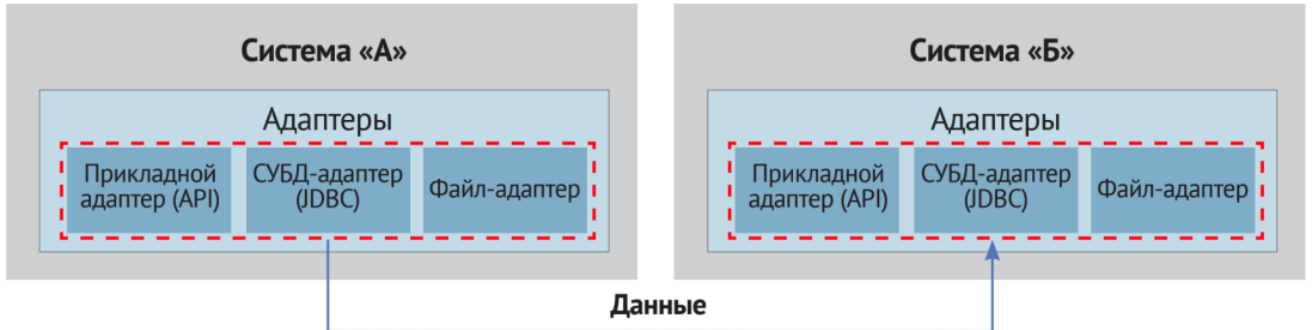 Система «А»
Адаптеры
Прикладной
адаптер (API)
СУБД-адаптер
(JDBC)
Файл-адаптер
Система «Б»
Адаптеры
Прикладной
адаптер (API)
СУБД-адаптер
(JDBC)
Файл-адаптер
Данные